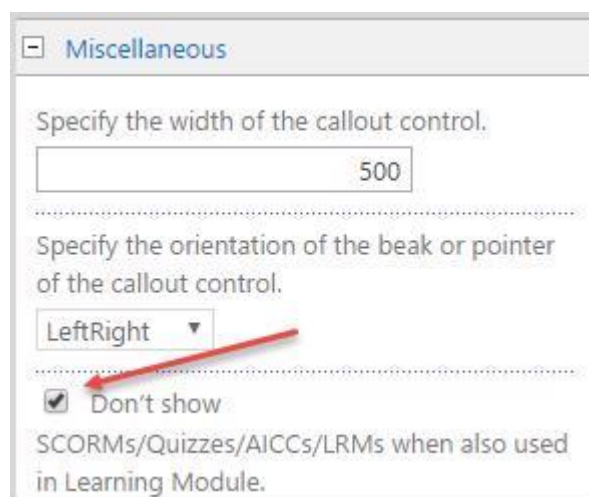 Miscellaneous
Specify the width of the callout control.
500
Specify the orientation of the beak or pointer
of the callout control.
LeftRight
Don't show
SCORMs/Quizzes/AICCs/LRMs when also used
in Learning Module.